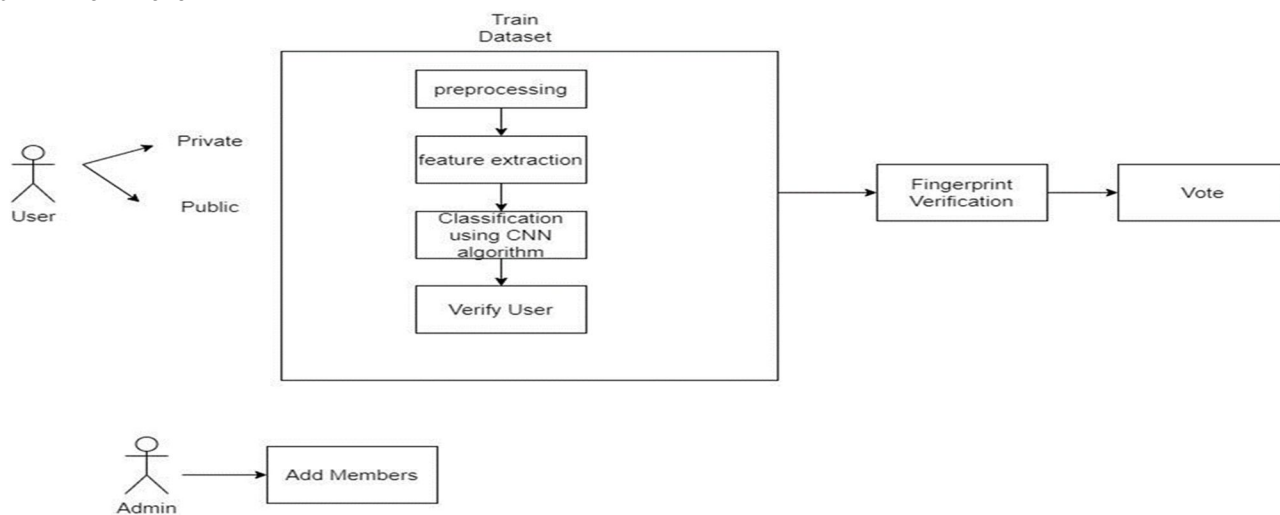 Train
Dataset
preprocessing
feature extraction
Classification
using CNN
algorithm
Verify User
Private
Public
User
Fingerprint
Verification
Vote
Add Members
Admin